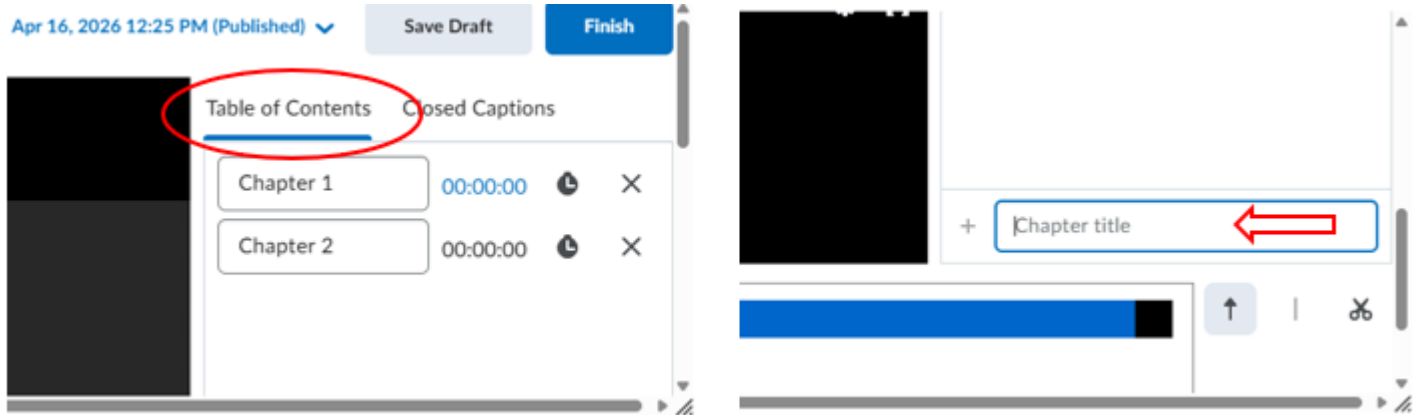 Apr 16, 2026 12:25 PM (Published) Save Draft Finish
Table of Contents Closed Captions
Chapter 1 00:00:00
Chapter 2 00:00:00
+ Chapter title